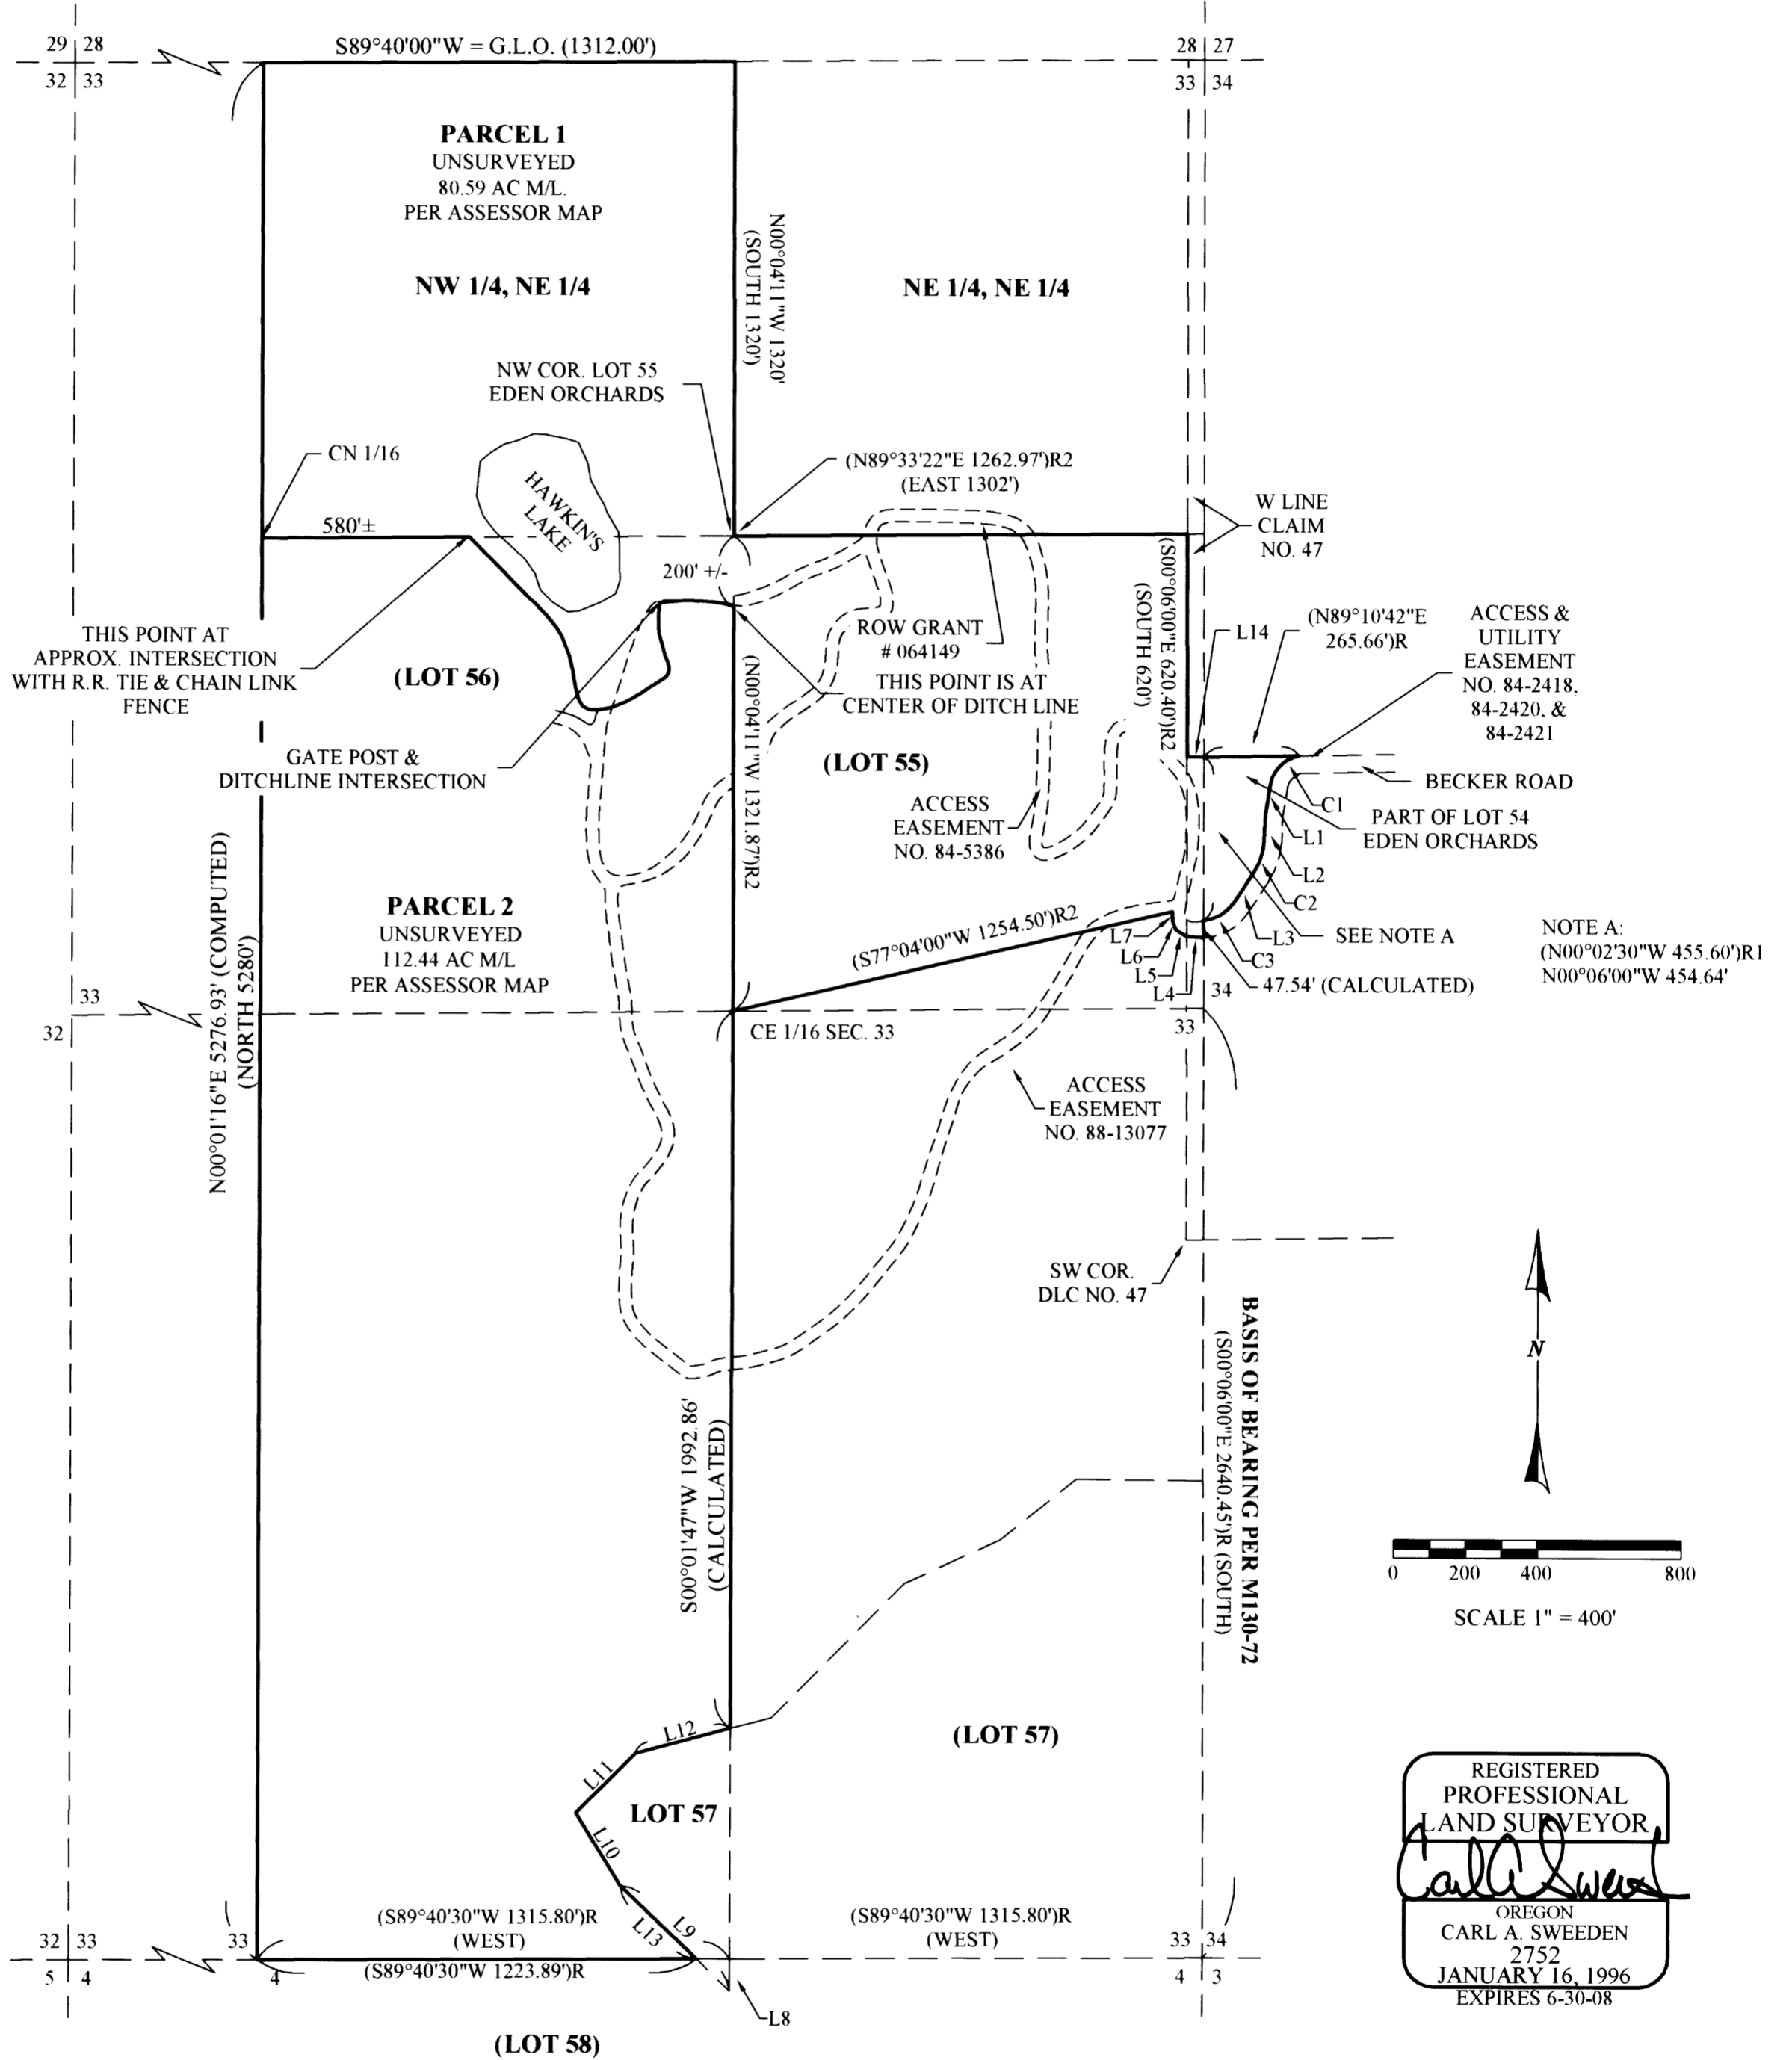 29 28
32 33
S89°40'00"W = G.L.O. (1312.00')
28 27
33 34
PARCEL 1
UNSURVEYED
80.59 AC M/L.
PER ASSESSOR MAP
NW 1/4, NE 1/4
NE 1/4, NE 1/4
N00°04'11"W 1320'
(SOUTH 1320')
NW COR. LOT 55
EDEN ORCHARDS
CN 1/16
HAWKIN'S
LAKE
(N89°33'22"E 1262.97')R2
(EAST 1302')
W LINE
CLAIM
NO. 47
580'±
200' +/-
(S00°06'00"E 620.40')R2
(SOUTH 620')
THIS POINT AT
APPROX. INTERSECTION
WITH R.R. TIE & CHAIN LINK
FENCE
(LOT 56)
ROW GRANT
# 064149
THIS POINT IS AT
CENTER OF DITCH LINE
L14
(N89°10'42"E
265.66')R
ACCESS &
UTILITY
EASEMENT
NO. 84-2418,
84-2420, &
84-2421
GATE POST &
DITCHLINE INTERSECTION
(N00°04'11"W 1321.87')R2
(LOT 55)
BECKER ROAD
C1
PART OF LOT 54
EDEN ORCHARDS
L1
ACCESS
EASEMENT
NO. 84-5386
L2
C2
N00°01'16"E 5276.93' (COMPUTED)
(NORTH 5280')
PARCEL 2
UNSURVEYED
112.44 AC M/L
PER ASSESSOR MAP
(S77°04'00"W 1254.50')R2
L7
L6
L5
L4
L3
C3
SEE NOTE A
47.54' (CALCULATED)
NOTE A:
(N00°02'30"W 455.60')R1
N00°06'00"W 454.64'
33
32
34
33
CE 1/16 SEC. 33
ACCESS
EASEMENT
NO. 88-13077
SW COR.
DLC NO. 47
N
BASIS OF BEARING PER M130-72
(S00°06'00"E 2640.45')R (SOUTH)
S00°01'47"W 1992.86'
(CALCULATED)
0 200 400 800
SCALE 1" = 400'
L12
L11
L10
LOT 57
(LOT 57)
L9
L13
(S89°40'30"W 1315.80')R
(WEST)
(S89°40'30"W 1315.80')R
(WEST)
(S89°40'30"W 1223.89')R
32 33
5 4
33
4
33 34
4 3
L8
(LOT 58)
REGISTERED
PROFESSIONAL
LAND SURVEYOR
Carl A Sweeden
OREGON
CARL A. SWEEDEN
2752
JANUARY 16, 1996
EXPIRES 6-30-08